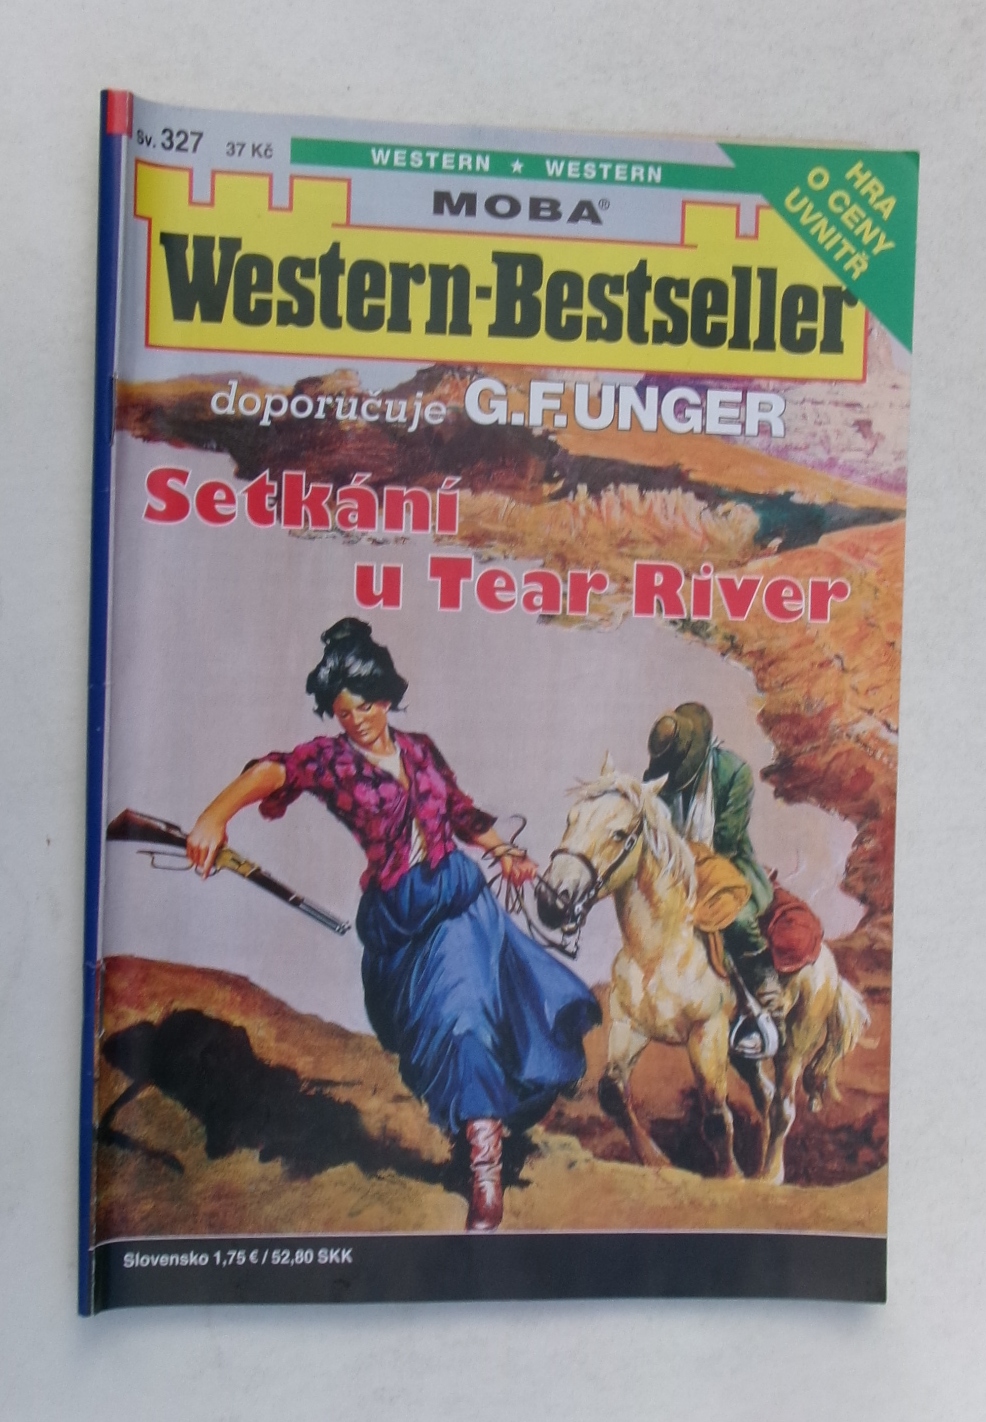 Sv. 327 37 Kč
WESTERN ★ WESTERN
HRA
O CENY
UVNITŘ
MOBA®
Western-Bestseller
doporučuje G.F.UNGER
Setkání
u Tear River
Slovensko 1,75 € / 52,80 SKK